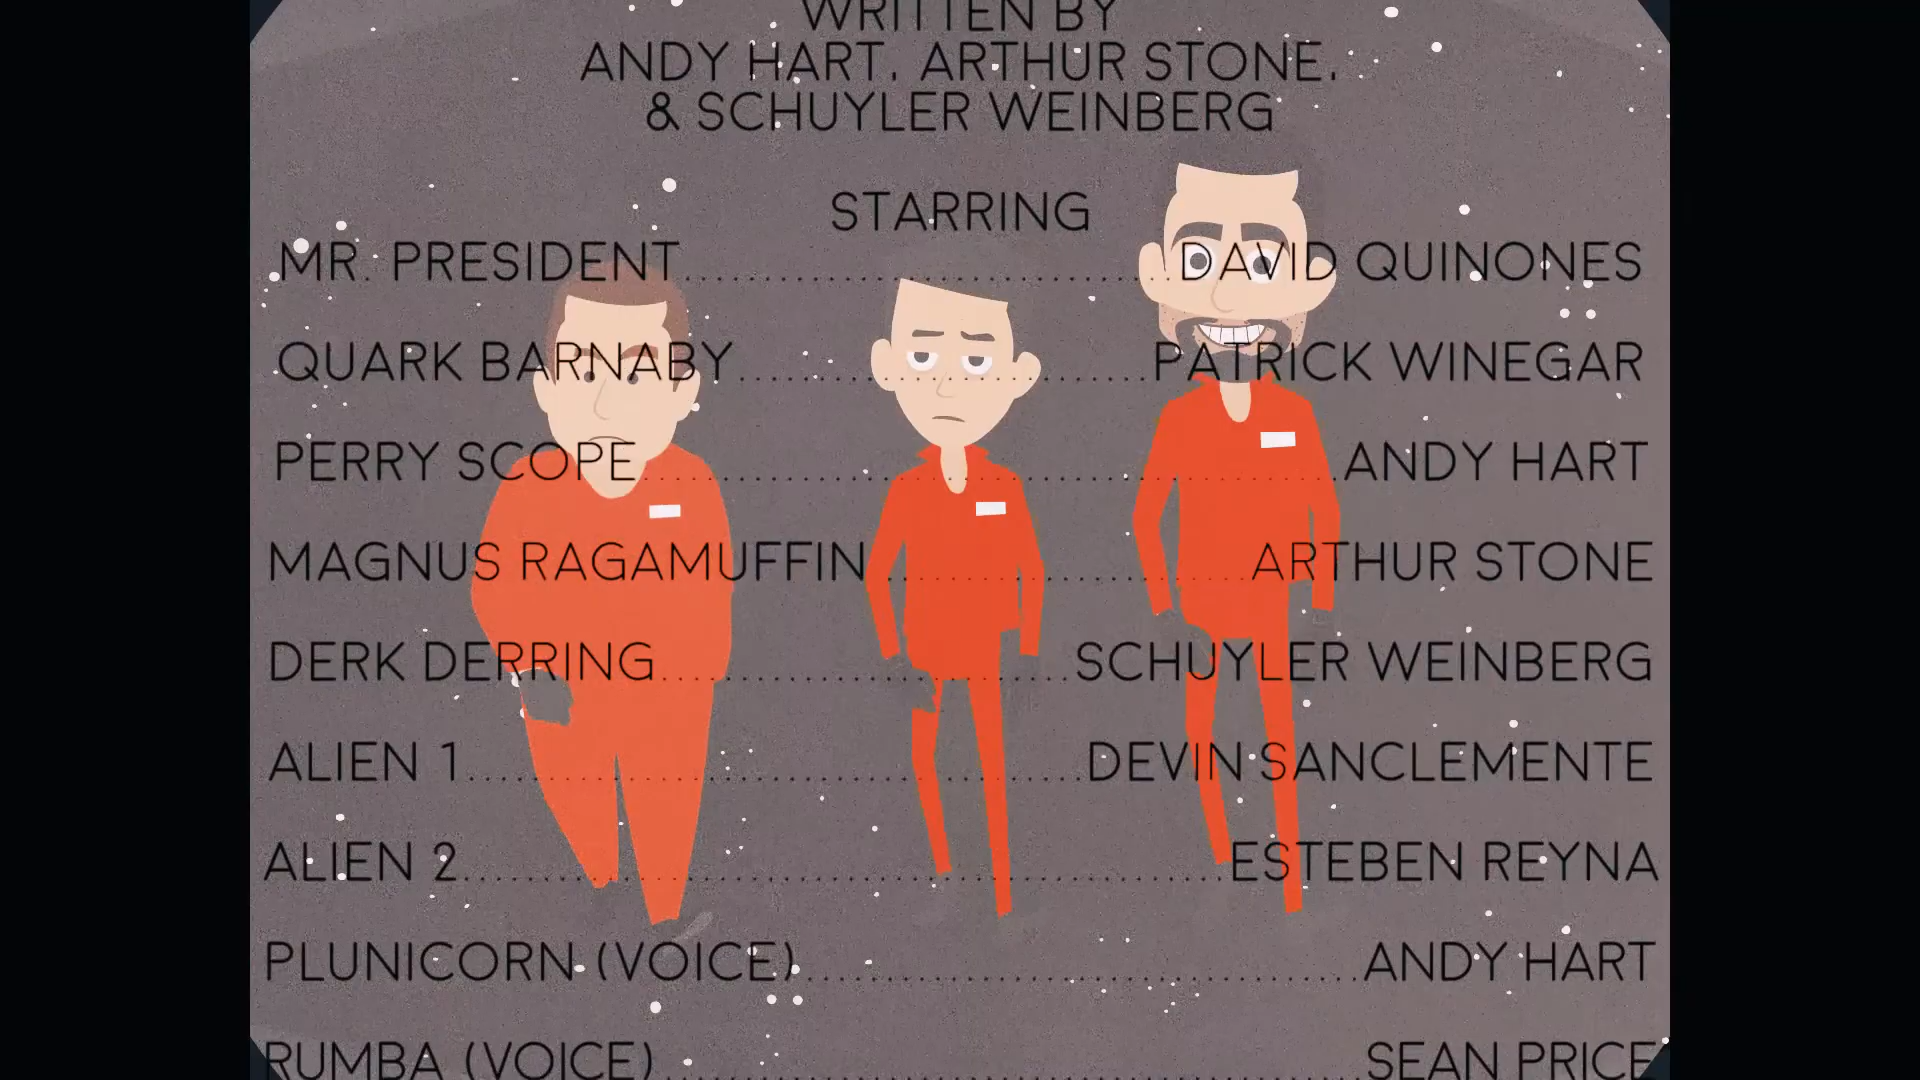 WRITTEN BY
ANDY HART, ARTHUR STONE,
& SCHUYLER WEINBERG
STARRING
MR. PRESIDENT DAVID QUINONES
QUARK BARNABY PATRICK WINEGAR
PERRY SCOPE ANDY HART
MAGNUS RAGAMUFFIN ARTHUR STONE
DERK DERRING SCHUYLER WEINBERG
ALIEN 1 DEVIN SANCLEMENTE
ALIEN 2 ESTEBEN REYNA
PLUNICORN (VOICE) ANDY HART
RUMBA (VOICE) SEAN PRICE